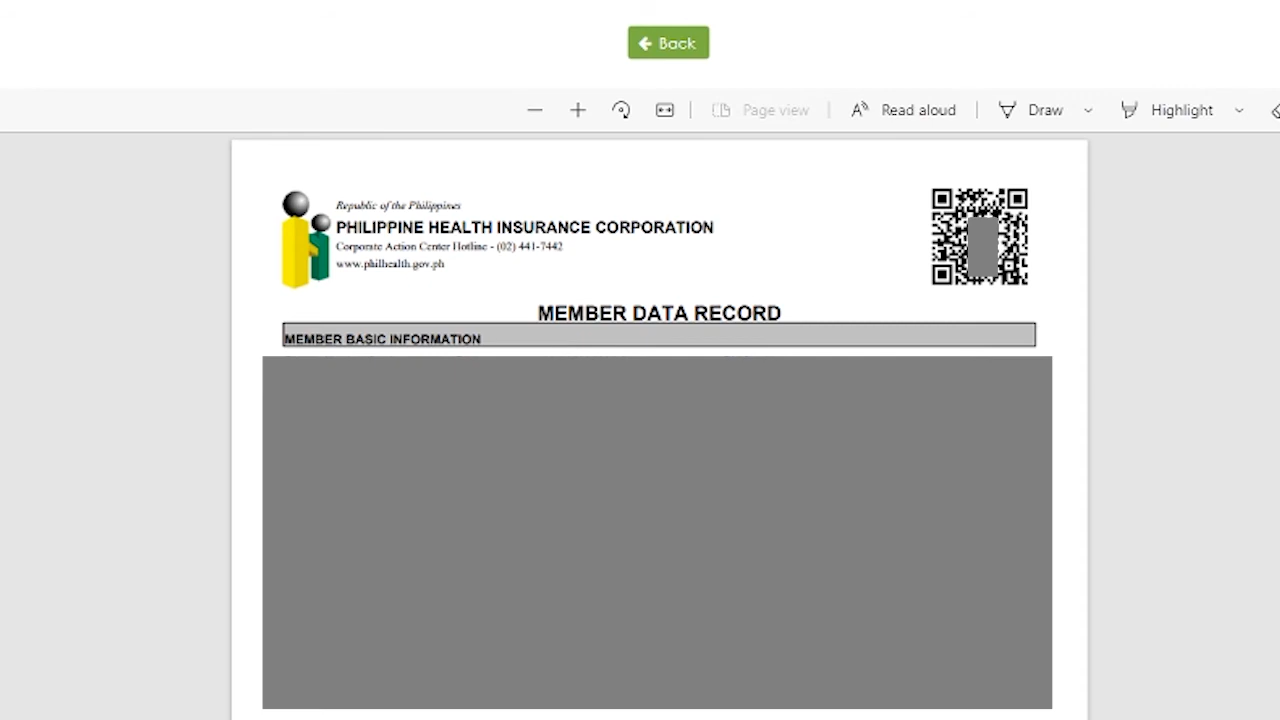 Back
Page view
Read aloud
Draw
Highlight
Republic of the Philippines
PHILIPPINE HEALTH INSURANCE CORPORATION
Corporate Action Center Hotline - (02) 441-7442
www.philhealth.gov.ph
MEMBER DATA RECORD
MEMBER BASIC INFORMATION